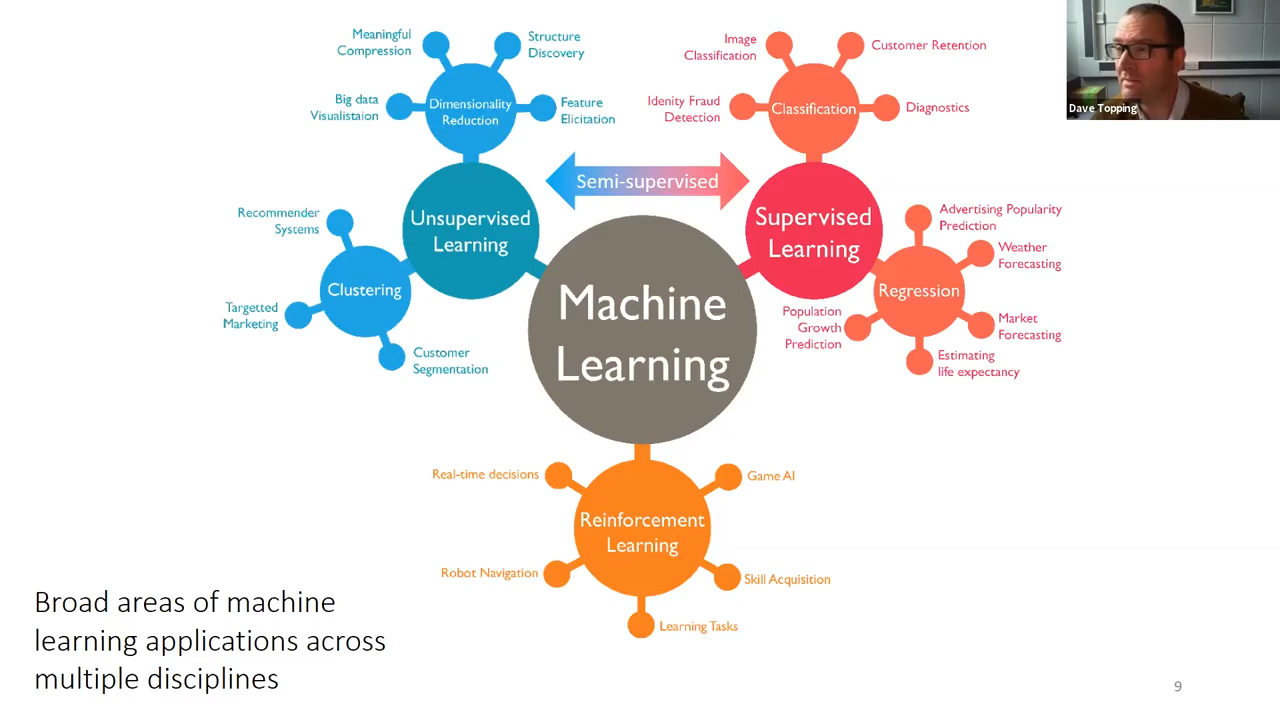 Meaningful
Compression
Structure
Discovery
Big data
Visualistaion
Dimensionality
Reduction
Feature
Elicitation
Image
Classification
Customer Retention
Idenity Fraud
Detection
Classification
Diagnostics
Dave Topping
Semi-supervised
Recommender
Systems
Unsupervised
Learning
Supervised
Learning
Advertising Popularity
Prediction
Weather
Forecasting
Clustering
Regression
Targetted
Marketing
Machine
Learning
Population
Growth
Prediction
Market
Forecasting
Customer
Segmentation
Estimating
life expectancy
Real-time decisions
Game AI
Reinforcement
Learning
Robot Navigation
Skill Acquisition
Learning Tasks
Broad areas of machine
learning applications across
multiple disciplines
9